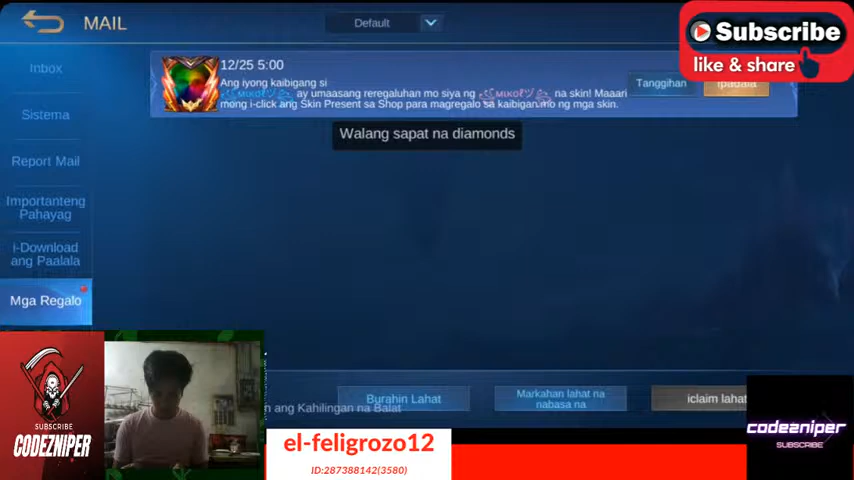 MAIL
Default
Subscribe
like & share
Inbox
Sistema
Report Mail
Importanteng
Pahayag
i-Download
ang Paalala
Mga Regalo
12/25 5:00
Ang iyong kaibigang si
ay umaasang reregaluhan mo siya ng
na skin! Maaari
mong i-click ang Skin Present sa Shop para magregalo sa kaibigan mo ng mga skin.
Tanggihan
Ipadala
Walang sapat na diamonds
Burahin Lahat
Markahan lahat na
nabasa na
iclaim lahat
n ang Kahilingan na Balat
SUBSCRIBE
CODEZNIPER
el-feligrozo12
ID:287388142(3580)
codezniper
SUBSCRIBE